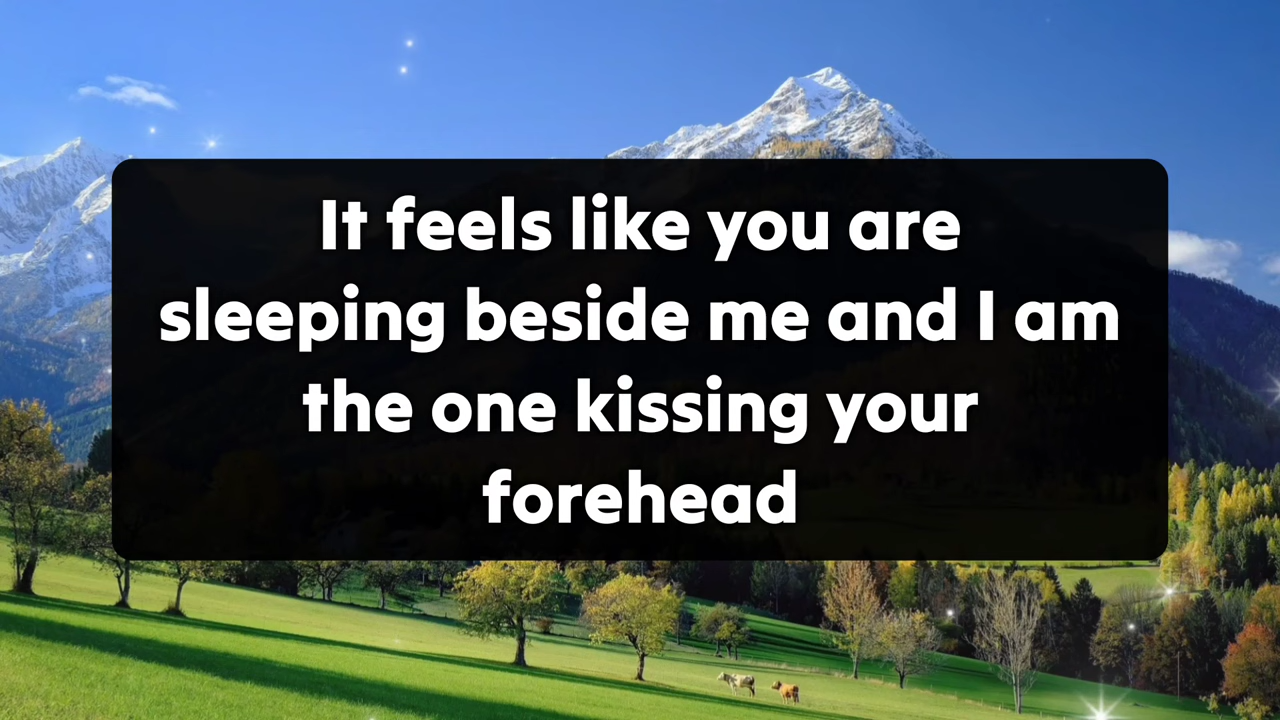 It feels like you are
sleeping beside me and I am
the one kissing your
forehead